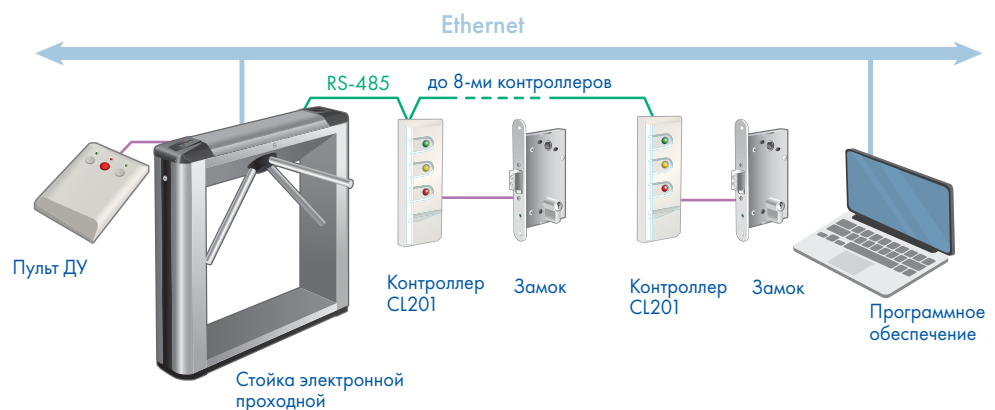 Ethernet
RS-485
до 8-ми контроллеров
Пульт ДУ
Контроллер
CL201
Замок
Контроллер
CL201
Замок
Программное
обеспечение
Стойка электронной
проходной